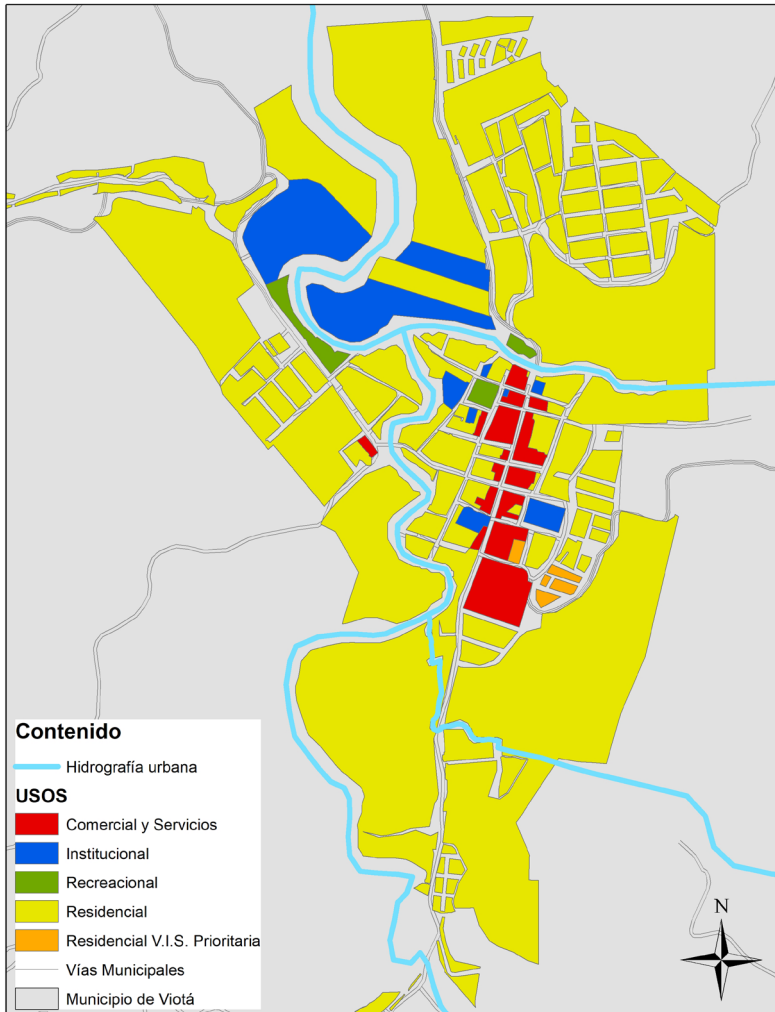 Contenido
Hidrografía urbana
USOS
Comercial y Servicios
Institucional
Recreacional
Residencial
Residencial V.I.S. Prioritaria
Vías Municipales
Municipio de Viotá
N